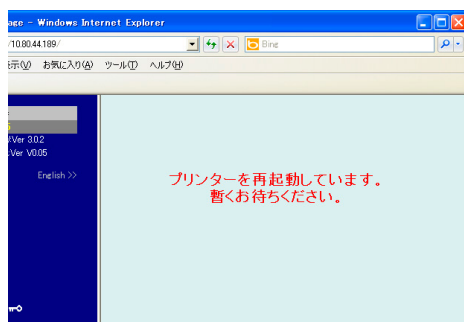 age - Windows Internet Explorer
/10.80.44.189/
Bing
表示(V) お気に入り(A) ツール(T) ヘルプ(H)
Ver 3.0.2
Ver V0.05
English >>
プリンターを再起動しています。
暫くお待ちください。